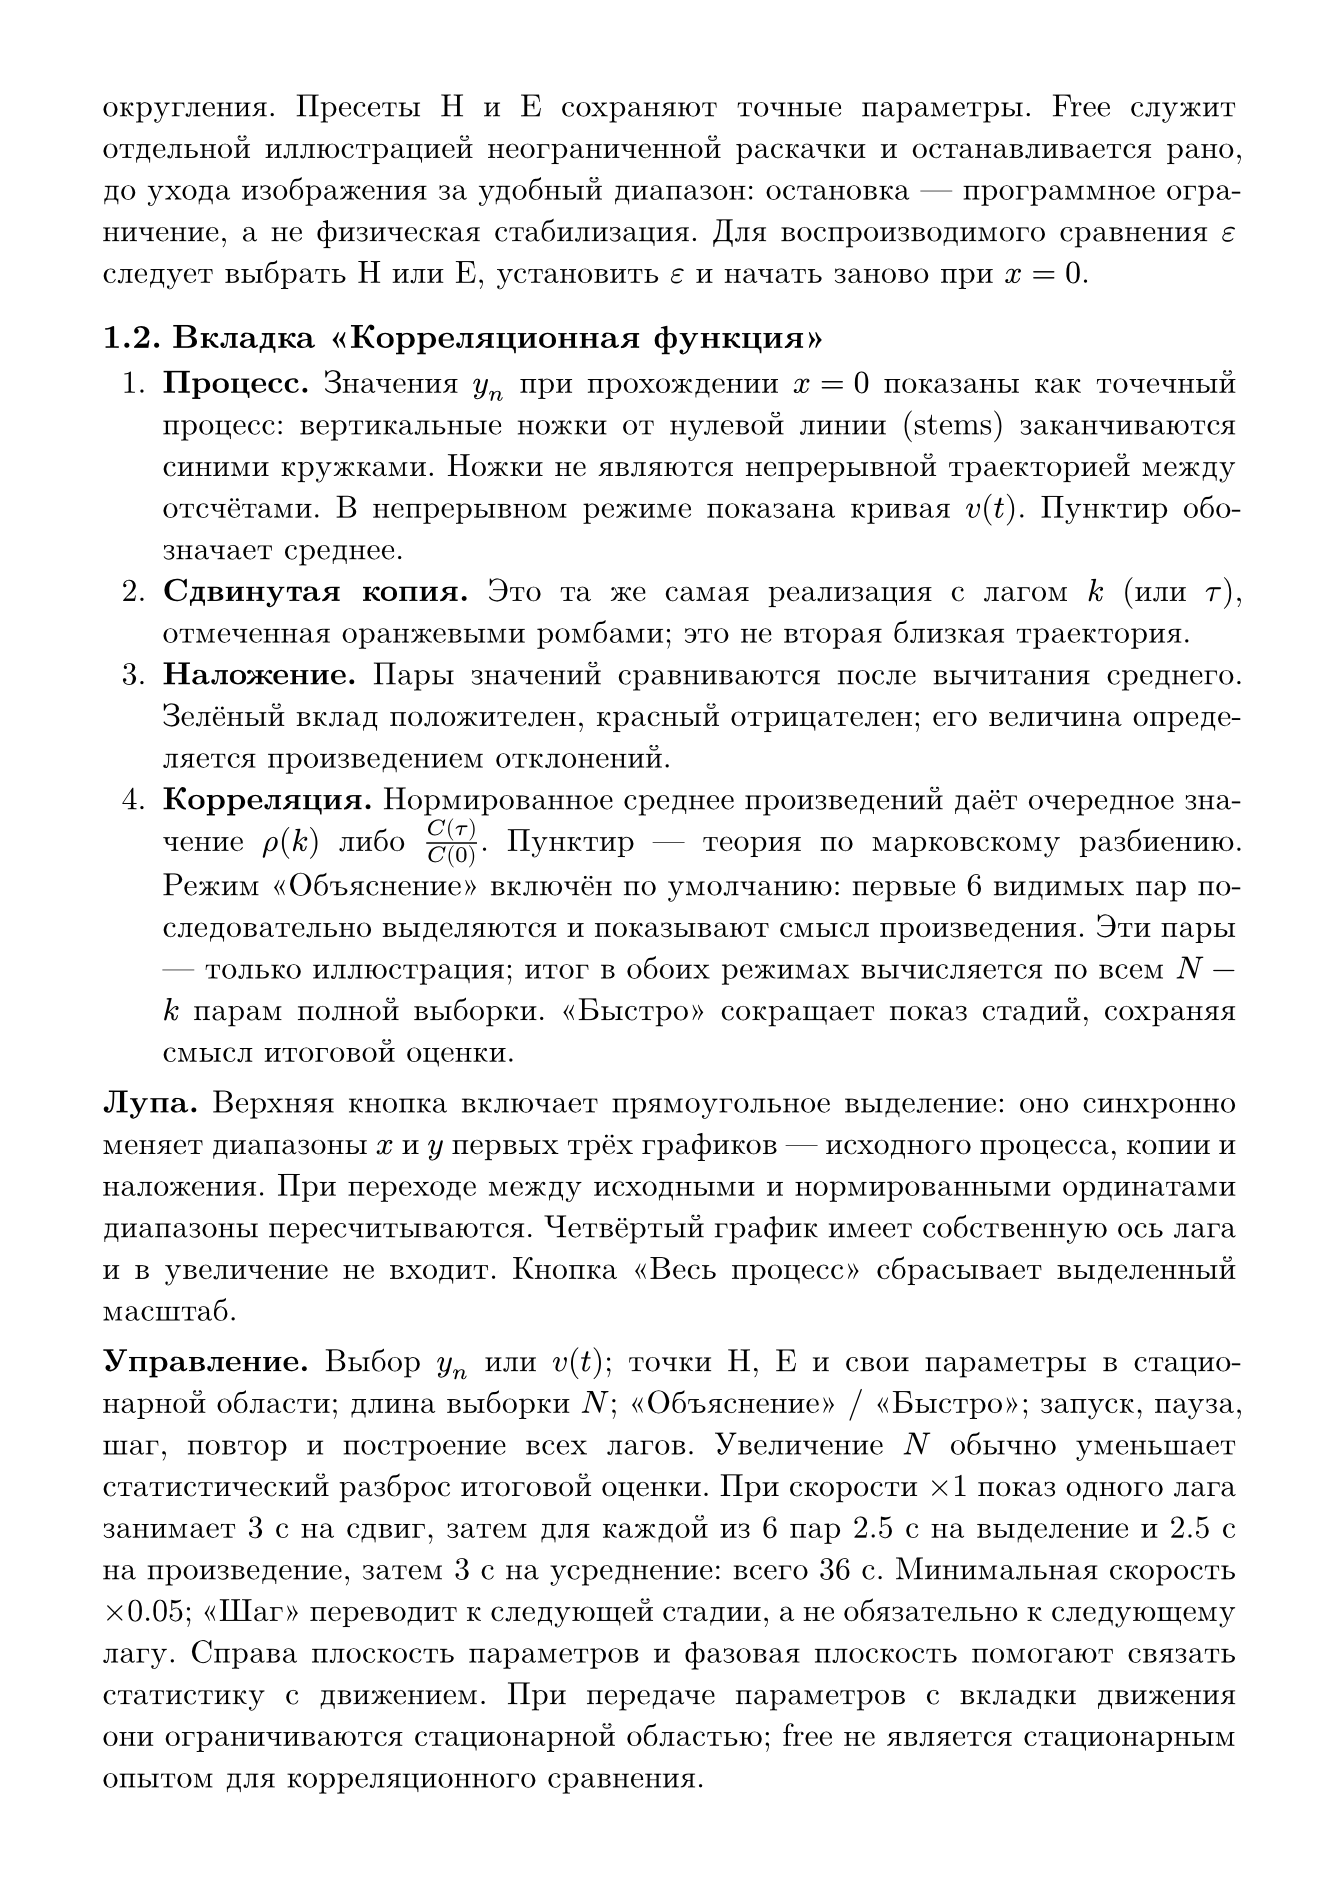 округления. Пресеты Н и Е сохраняют точные параметры. Free служит
отдельной иллюстрацией неограниченной раскачки и останавливается рано,
до ухода изображения за удобный диапазон: остановка — программное огра-
ничение, а не физическая стабилизация. Для воспроизводимого сравнения ε
следует выбрать Н или Е, установить ε и начать заново при x = 0.
1.2. Вкладка «Корреляционная функция»
1. Процесс. Значения yₙ при прохождении x = 0 показаны как точечный
процесс: вертикальные ножки от нулевой линии (stems) заканчиваются
синими кружками. Ножки не являются непрерывной траекторией между
отсчётами. В непрерывном режиме показана кривая v(t). Пунктир обо-
значает среднее.
2. Сдвинутая копия. Это та же самая реализация с лагом k (или τ),
отмеченная оранжевыми ромбами; это не вторая близкая траектория.
3. Наложение. Пары значений сравниваются после вычитания среднего.
Зелёный вклад положителен, красный отрицателен; его величина опреде-
ляется произведением отклонений.
4. Корреляция. Нормированное среднее произведений даёт очередное зна-
чение ρ(k) либо C(τ)/C(0). Пунктир — теория по марковскому разбиению.
Режим «Объяснение» включён по умолчанию: первые 6 видимых пар по-
следовательно выделяются и показывают смысл произведения. Эти пары
— только иллюстрация; итог в обоих режимах вычисляется по всем N −
k парам полной выборки. «Быстро» сокращает показ стадий, сохраняя
смысл итоговой оценки.
Лупа. Верхняя кнопка включает прямоугольное выделение: оно синхронно
меняет диапазоны x и y первых трёх графиков — исходного процесса, копии и
наложения. При переходе между исходными и нормированными ординатами
диапазоны пересчитываются. Четвёртый график имеет собственную ось лага
и в увеличение не входит. Кнопка «Весь процесс» сбрасывает выделенный
масштаб.
Управление. Выбор yₙ или v(t); точки Н, Е и свои параметры в стацио-
нарной области; длина выборки N; «Объяснение» / «Быстро»; запуск, пауза,
шаг, повтор и построение всех лагов. Увеличение N обычно уменьшает
статистический разброс итоговой оценки. При скорости ×1 показ одного лага
занимает 3 с на сдвиг, затем для каждой из 6 пар 2.5 с на выделение и 2.5 с
на произведение, затем 3 с на усреднение: всего 36 с. Минимальная скорость
×0.05; «Шаг» переводит к следующей стадии, а не обязательно к следующему
лагу. Справа плоскость параметров и фазовая плоскость помогают связать
статистику с движением. При передаче параметров с вкладки движения
они ограничиваются стационарной областью; free не является стационарным
опытом для корреляционного сравнения.